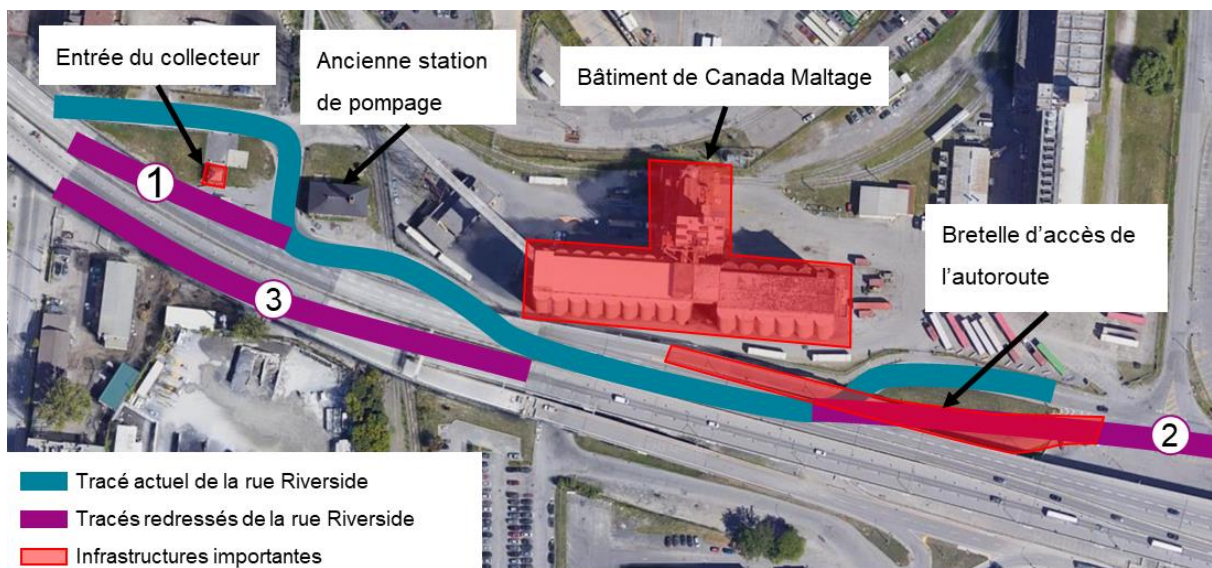 Entrée du collecteur
Ancienne station
de pompage
Bâtiment de Canada Maltage
Bretelle d'accès de
l'autoroute
1
3
2
Tracé actuel de la rue Riverside
Tracés redressés de la rue Riverside
Infrastructures importantes